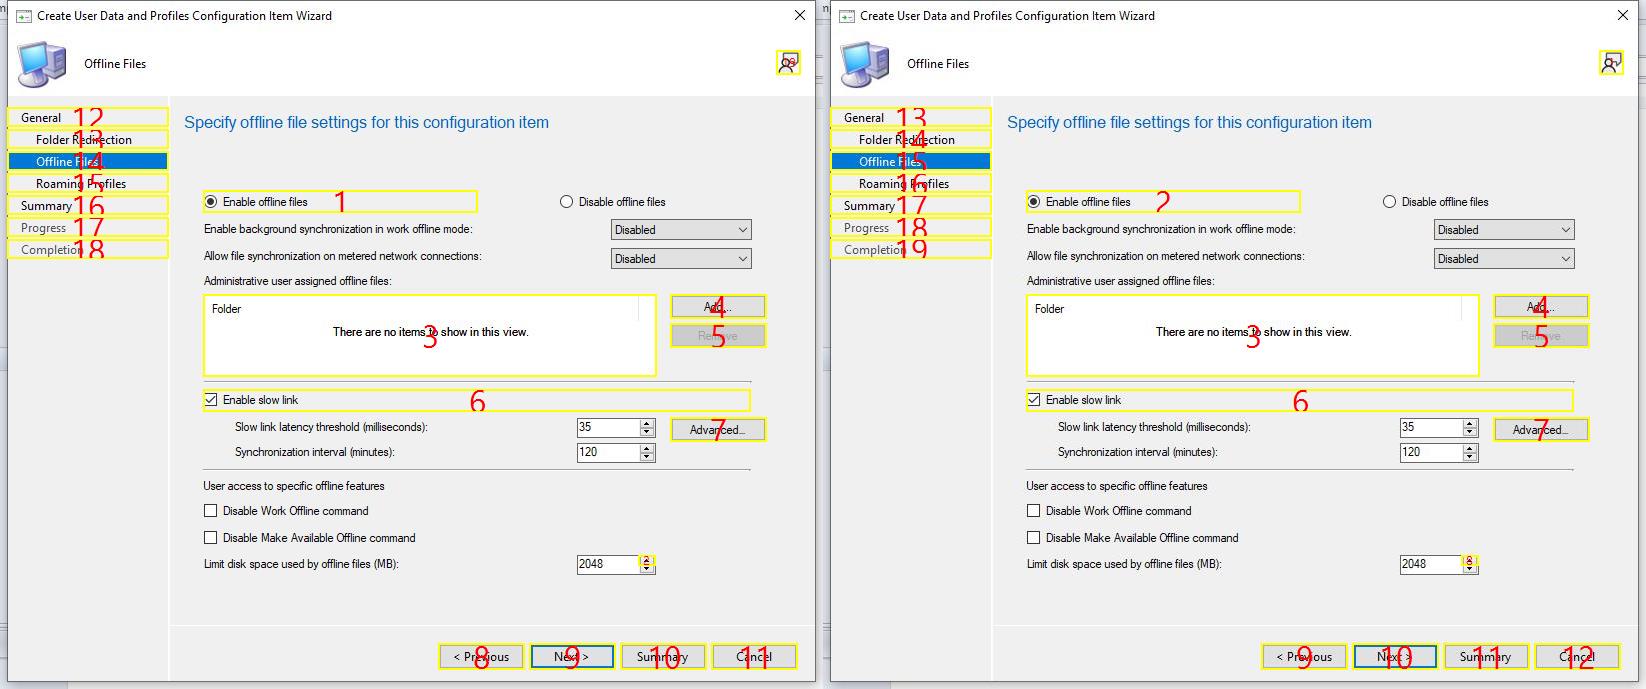 Create User Data and Profiles Configuration Item Wizard
Offline Files
19
General 12
Folder Redirection 13
Offline Files 14
Roaming Profiles 15
Summary 16
Progress 17
Completion 18
Specify offline file settings for this configuration item
Enable offline files 1
Disable offline files
Enable background synchronization in work offline mode: Disabled
Allow file synchronization on metered network connections: Disabled
Administrative user assigned offline files:
Folder
There are no items to show in this view.
3
Add... 4
Remove 5
Enable slow link 6
Slow link latency threshold (milliseconds): 35
Advanced... 7
Synchronization interval (minutes): 120
User access to specific offline features
Disable Work Offline command
Disable Make Available Offline command
Limit disk space used by offline files (MB): 2048 2
< Previous 8
Next > 9
Summary 10
Cancel 11
Create User Data and Profiles Configuration Item Wizard
Offline Files
General 13
Folder Redirection 14
Offline Files 15
Roaming Profiles 16
Summary 17
Progress 18
Completion 19
Specify offline file settings for this configuration item
Enable offline files 2
Disable offline files
Enable background synchronization in work offline mode: Disabled
Allow file synchronization on metered network connections: Disabled
Administrative user assigned offline files:
Folder
There are no items to show in this view.
3
Add... 4
Remove 5
Enable slow link 6
Slow link latency threshold (milliseconds): 35
Advanced... 7
Synchronization interval (minutes): 120
User access to specific offline features
Disable Work Offline command
Disable Make Available Offline command
Limit disk space used by offline files (MB): 2048 8
< Previous 9
Next > 10
Summary 11
Cancel 12